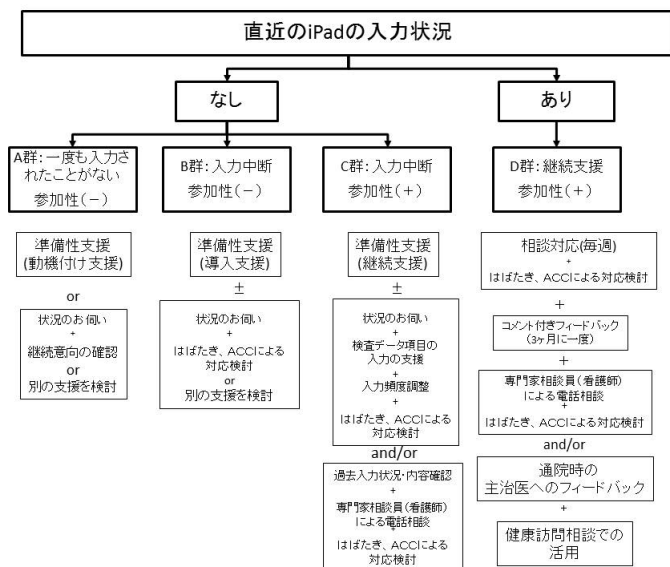 直近のiPadの入力状況
なし
あり
A群：一度も入力さ
れたことがない
参加性(－)
B群：入力中断
参加性(－)
C群：入力中断
参加性(＋)
D群：継続支援
参加性(＋)
準備性支援
(動機付け支援)
or
状況のお伺い
+
継続意向の確認
or
別の支援を検討
準備性支援
(導入支援)
±
状況のお伺い
+
はばたき、ACCによる
対応検討
or
別の支援を検討
準備性支援
(継続支援)
±
状況のお伺い
+
検査データ項目の
入力の支援
+
入力頻度調整
+
はばたき、ACCによる
対応検討
and/or
過去入力状況・内容確認
+
専門家相談員(看護師)
による電話相談
+
はばたき、ACCによる
対応検討
相談対応(毎週)
+
はばたき、ACCによる対応検討
+
コメント付きフィードバック
(3ヶ月に一度)
+
専門家相談員(看護師)
による電話相談
+
はばたき、ACCによる対応検討
and/or
通院時の
主治医へのフィードバック
+
健康訪問相談での
活用